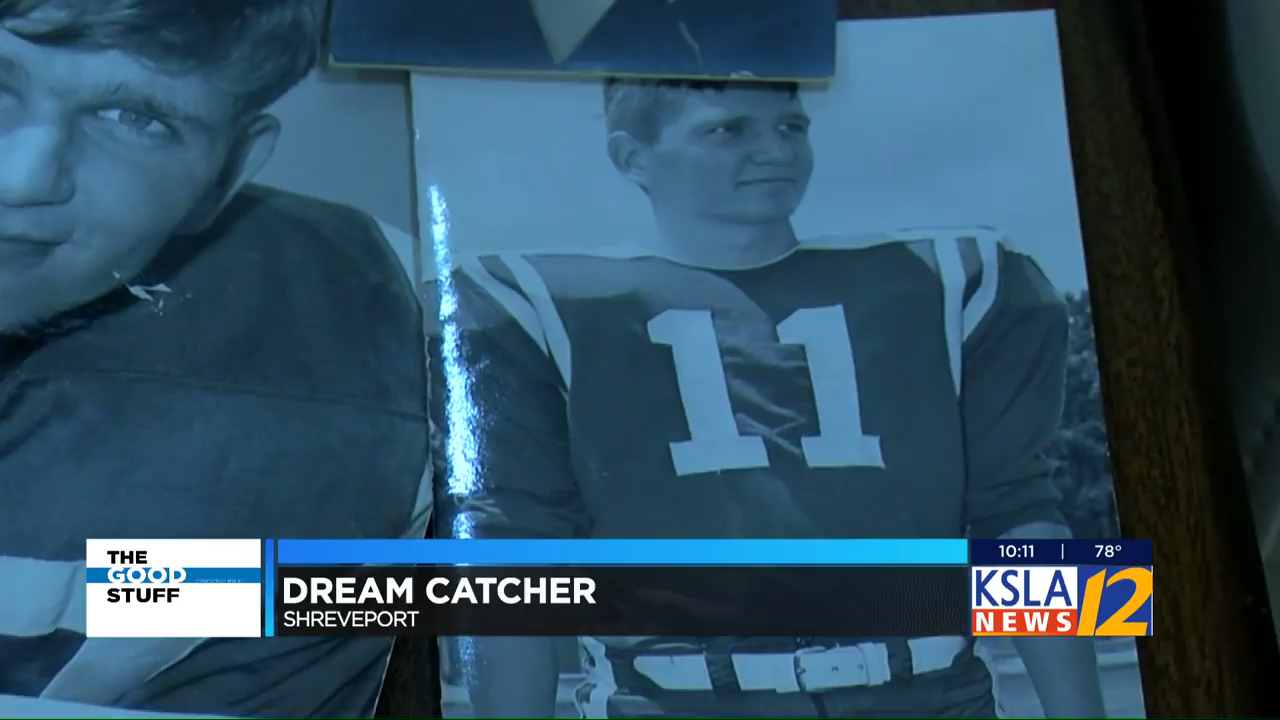 11
THE
GOOD
STUFF
DREAM CATCHER
SHREVEPORT
10:11 | 78°
KSLA
NEWS
12